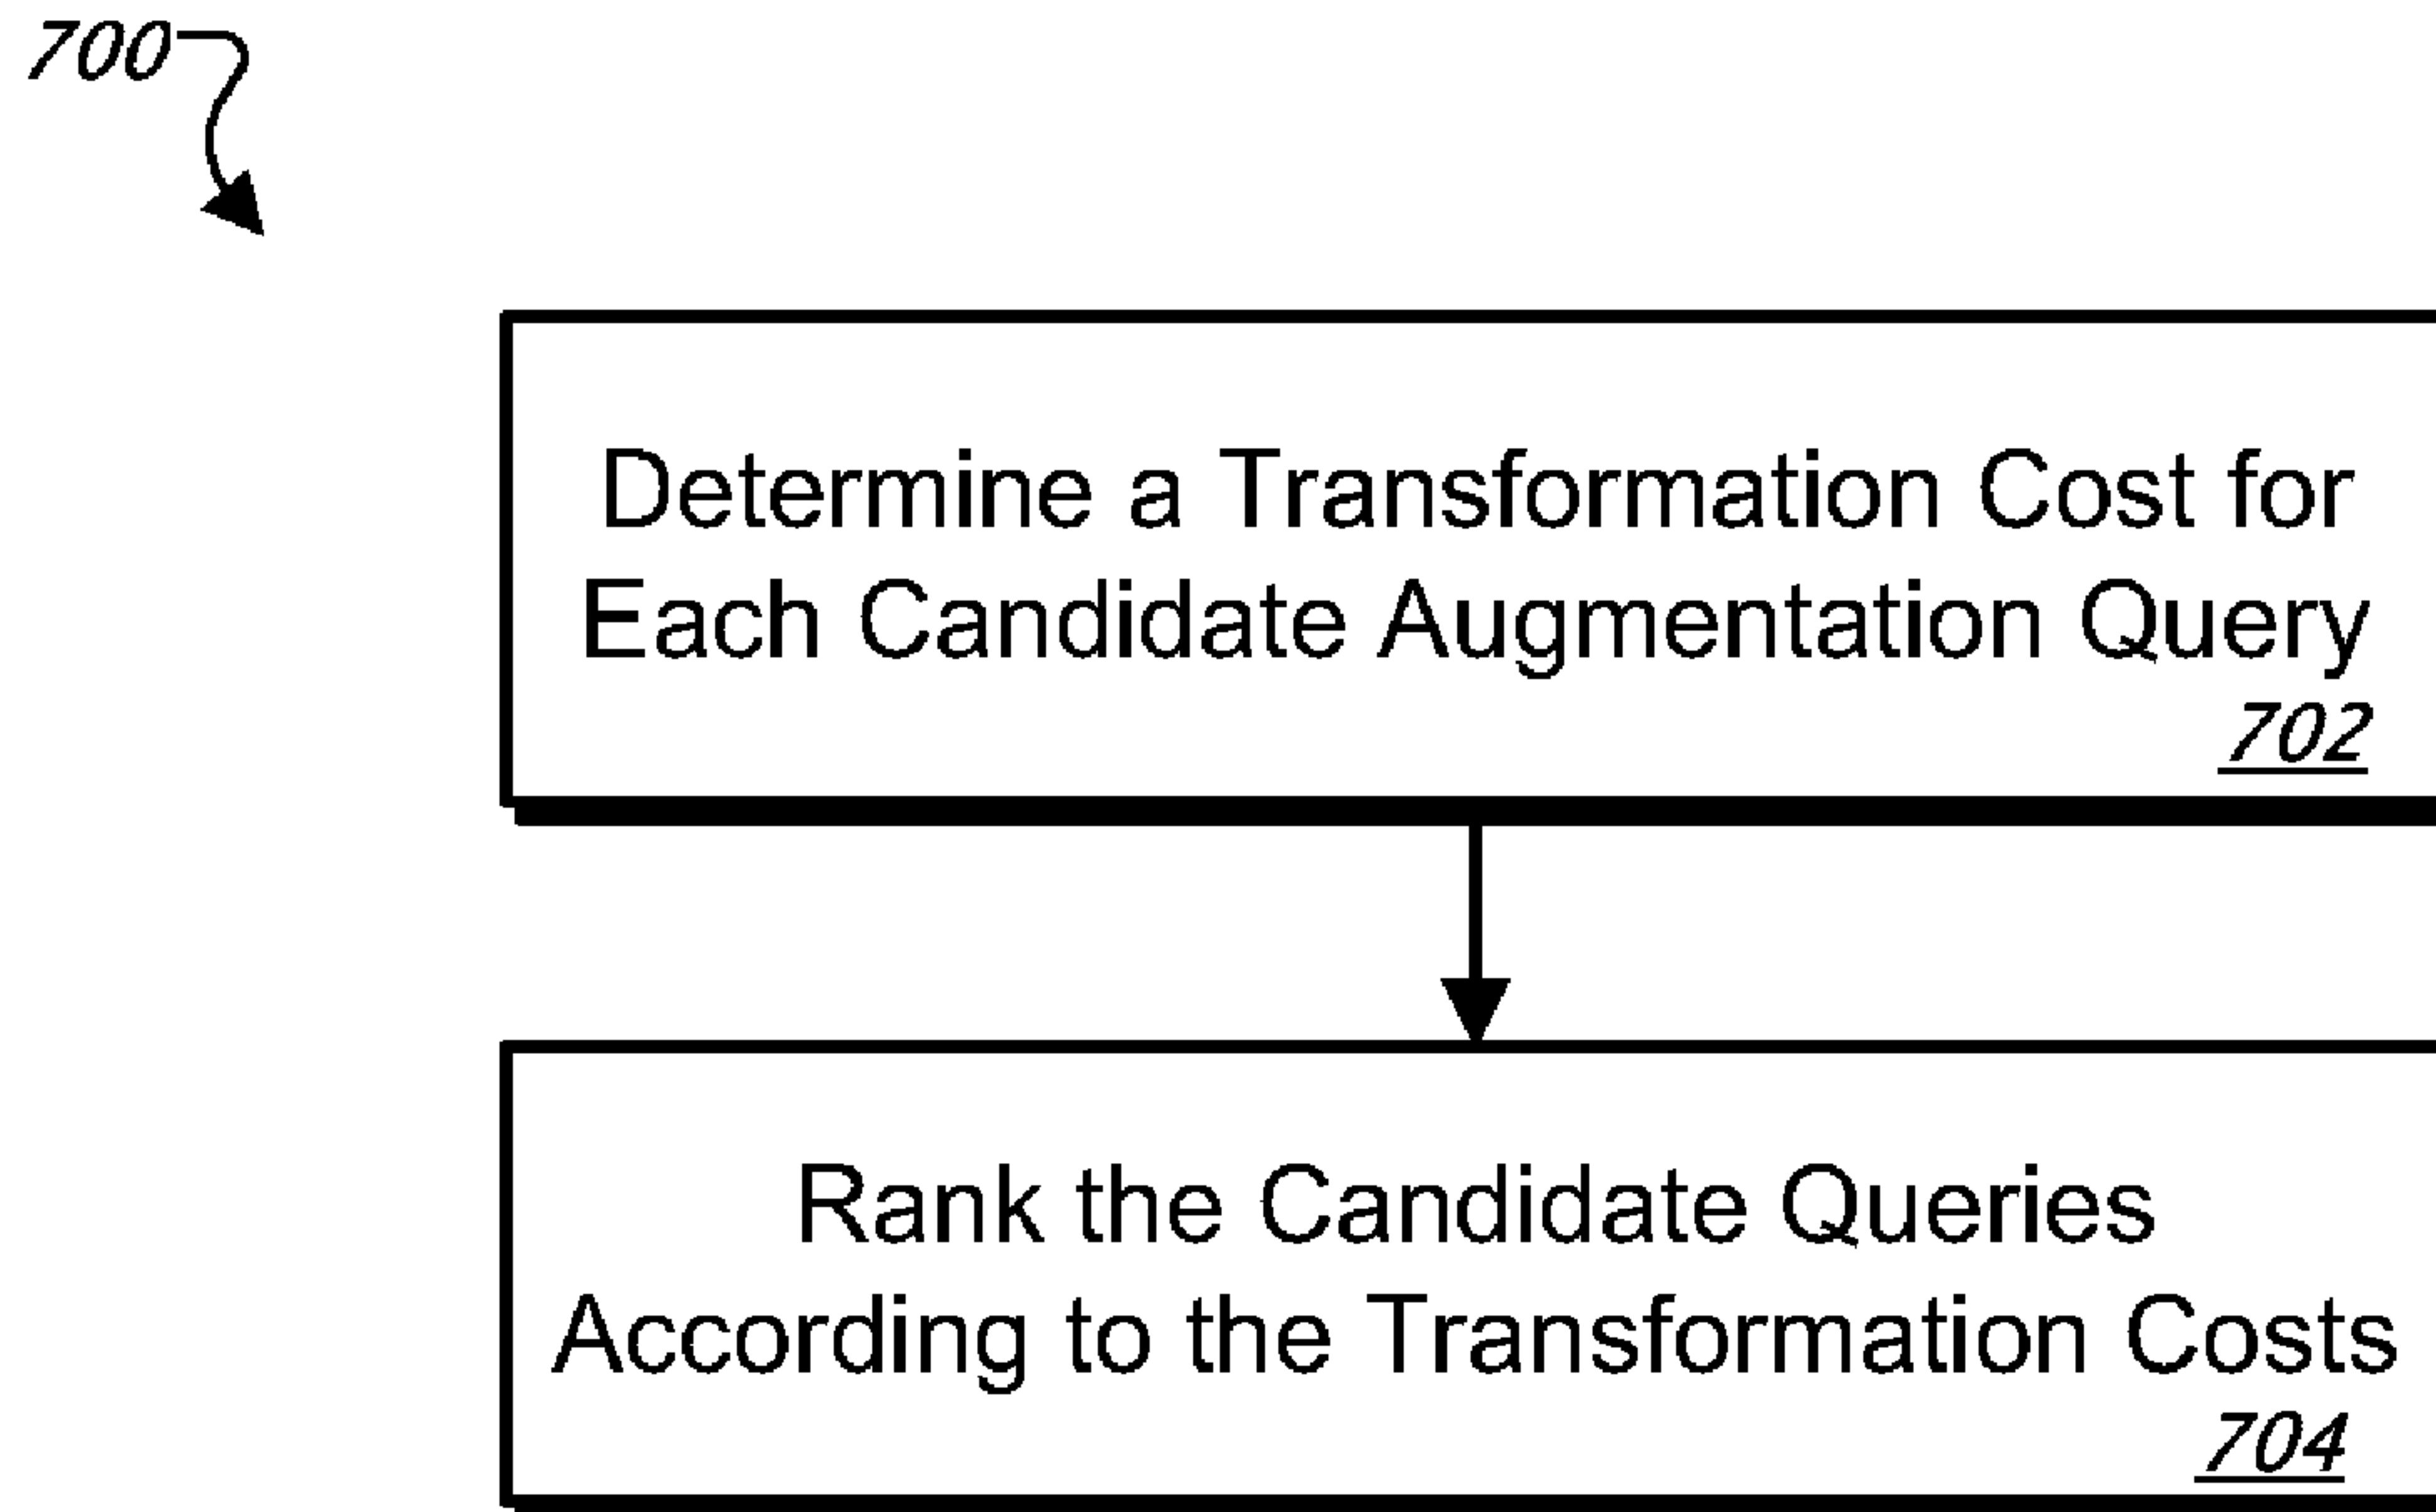 700
Determine a Transformation Cost for
Each Candidate Augmentation Query
702
Rank the Candidate Queries
According to the Transformation Costs
704